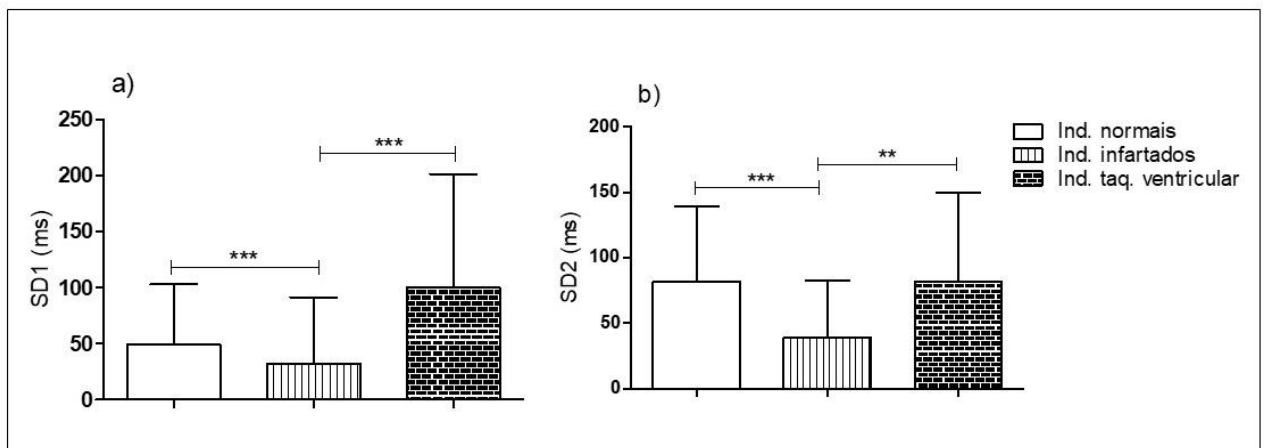 a)
SD1 (ms)
250
200
150
100
50
0
***
***
b)
SD2 (ms)
200
150
100
50
0
***
**
Ind. normais
Ind. infartados
Ind. taq. ventricular